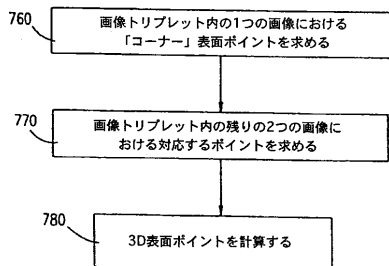 760
画像トリプレット内の1つの画像における
「コーナー」表面ポイントを求める
770
画像トリプレット内の残りの2つの画像に
おける対応するポイントを求める
780
3D表面ポイントを計算する